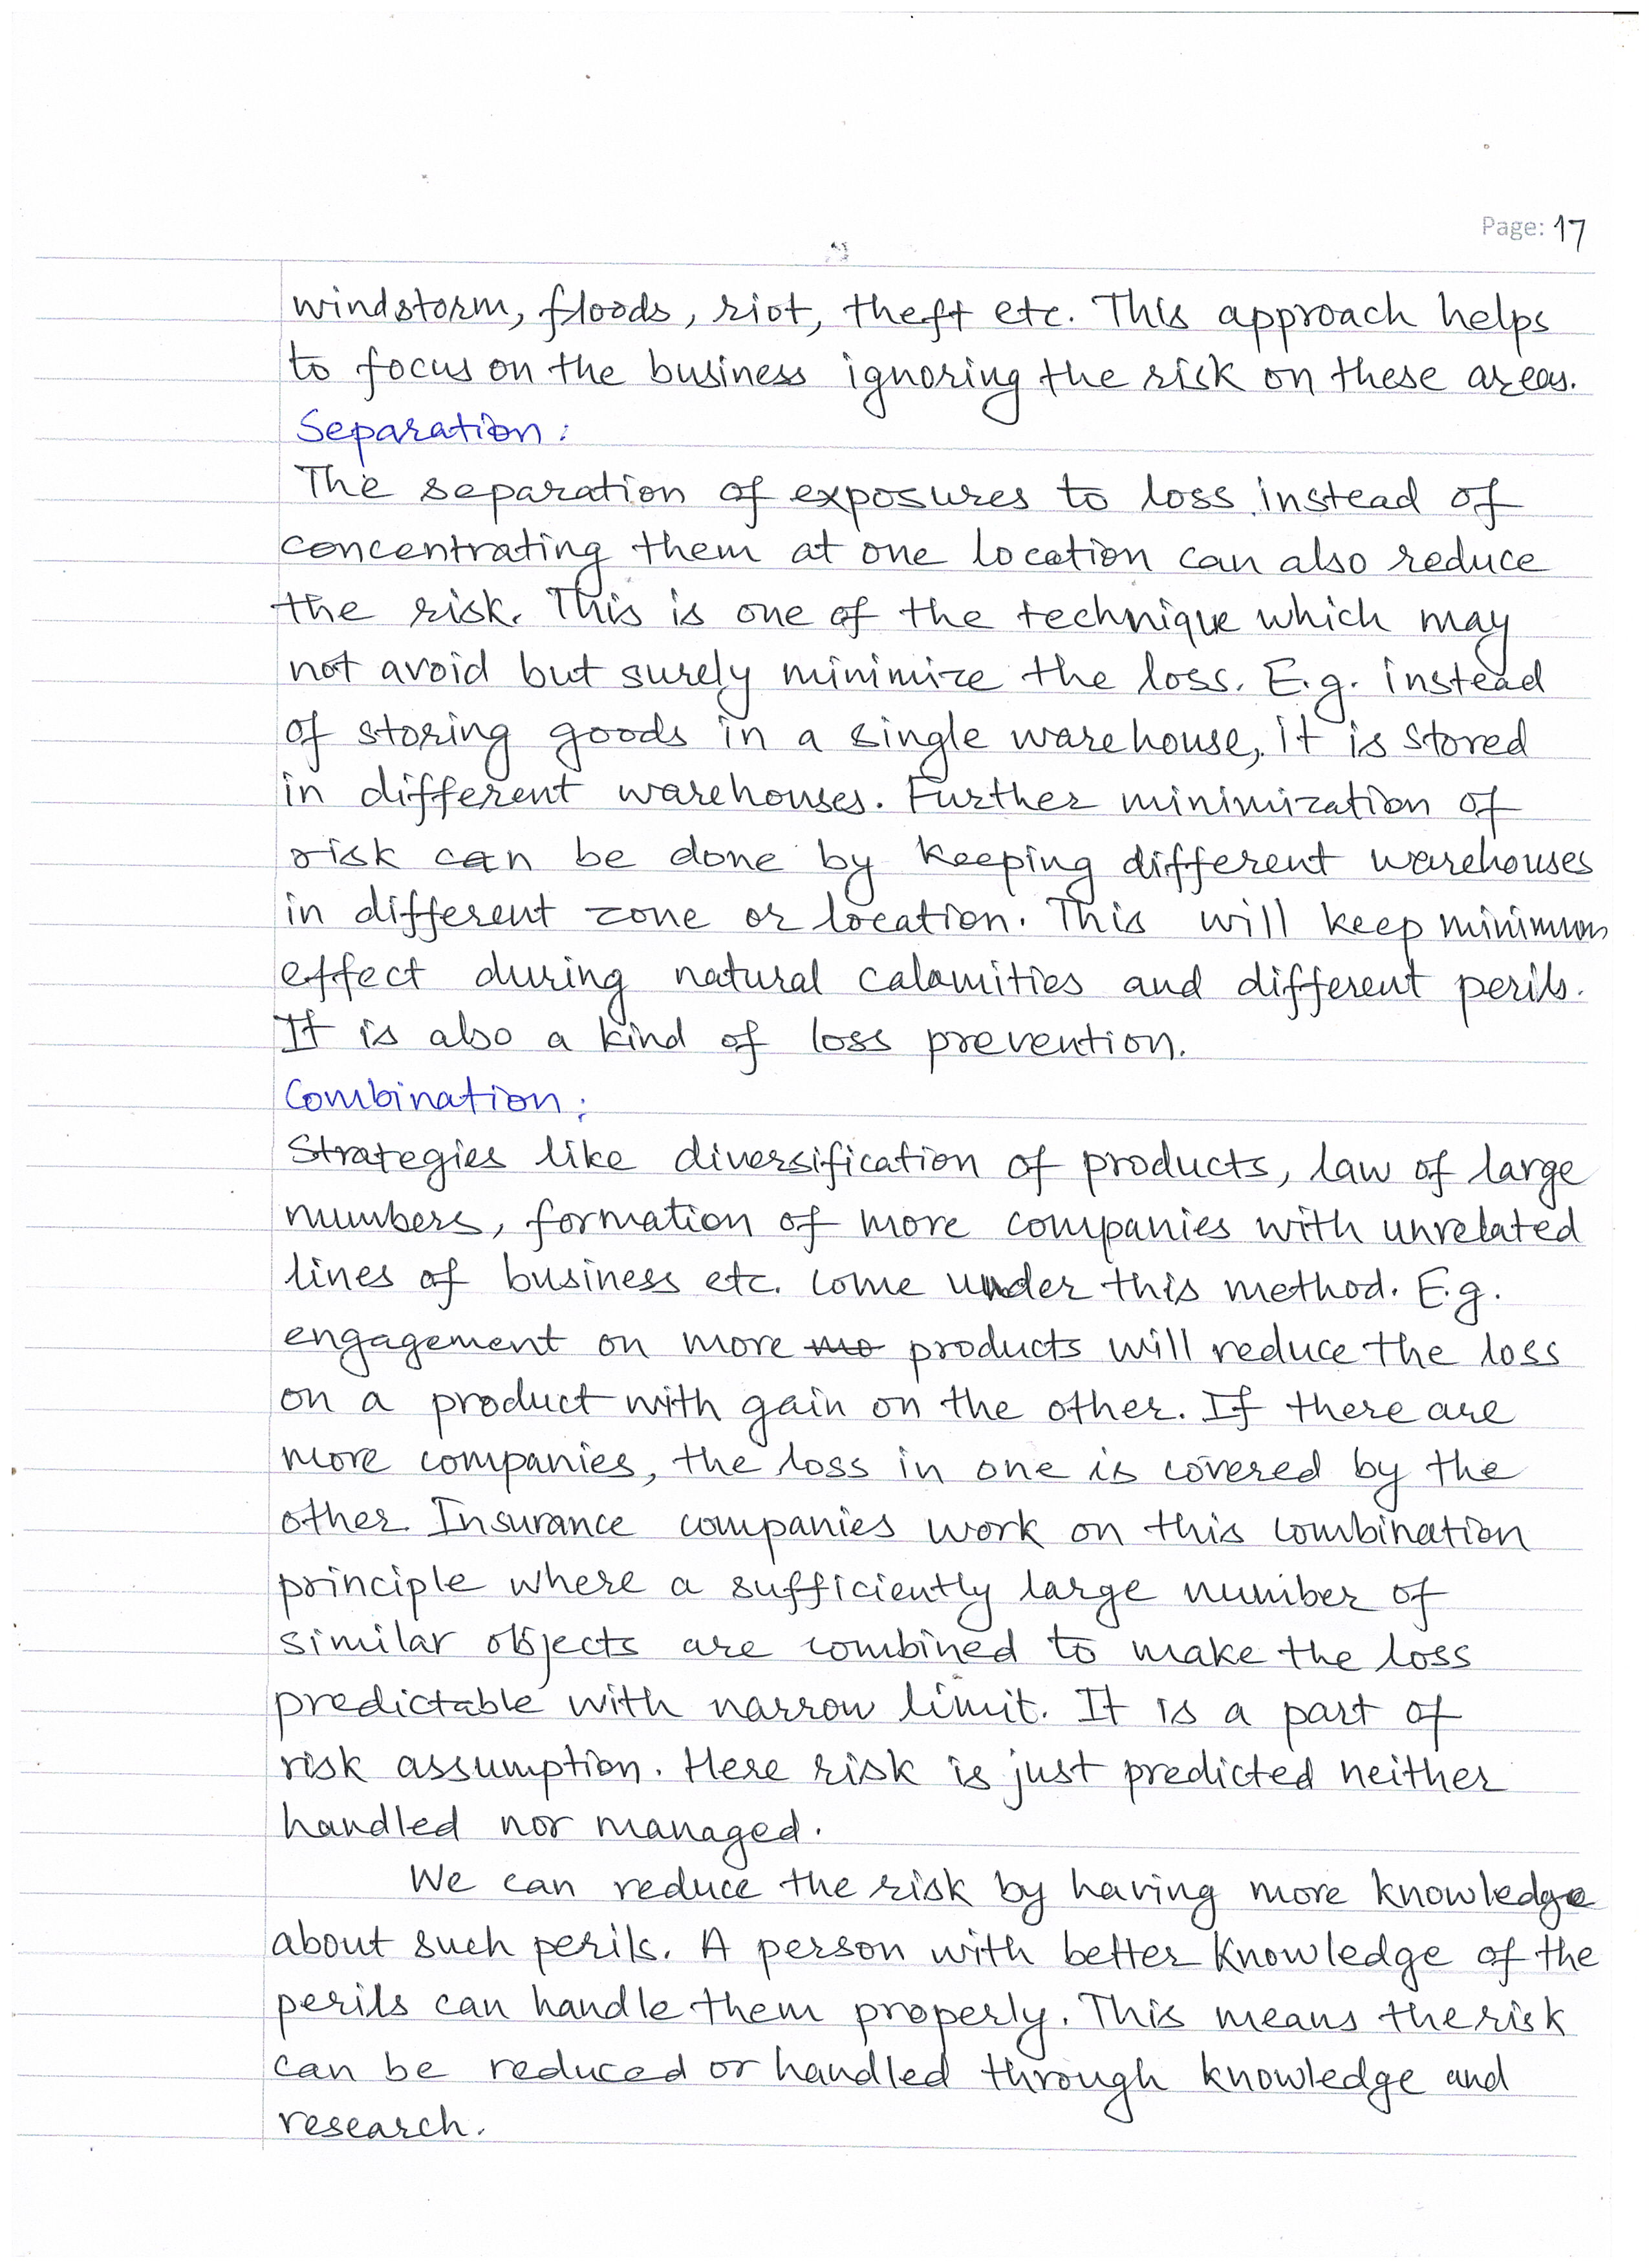 Page: 17
windstorm, floods, riot, theft etc. This approach helps
to focus on the business ignoring the risk on these areas.
Separation:
The separation of exposures to loss instead of
concentrating them at one location can also reduce
the risk. This is one of the technique which may
not avoid but surely minimize the loss. E.g. instead
of storing goods in a single warehouse, it is stored
in different warehouses. Further minimization of
risk can be done by keeping different warehouses
in different zone or location. This will keep minimum
effect during natural calamities and different perils.
It is also a kind of loss prevention.
Combination:
Strategies like diversification of products, law of large
numbers, formation of more companies with unrelated
lines of business etc. come under this method. E.g.
engagement on more mo products will reduce the loss
on a product with gain on the other. If there are
more companies, the loss in one is covered by the
other. Insurance companies work on this combination
principle where a sufficiently large number of
similar objects are combined to make the loss
predictable with narrow limit. It is a part of
risk assumption. Here risk is just predicted neither
handled nor managed.
We can reduce the risk by having more knowledge
about such perils. A person with better knowledge of the
perils can handle them properly. This means the risk
can be reduced or handled through knowledge and
research.